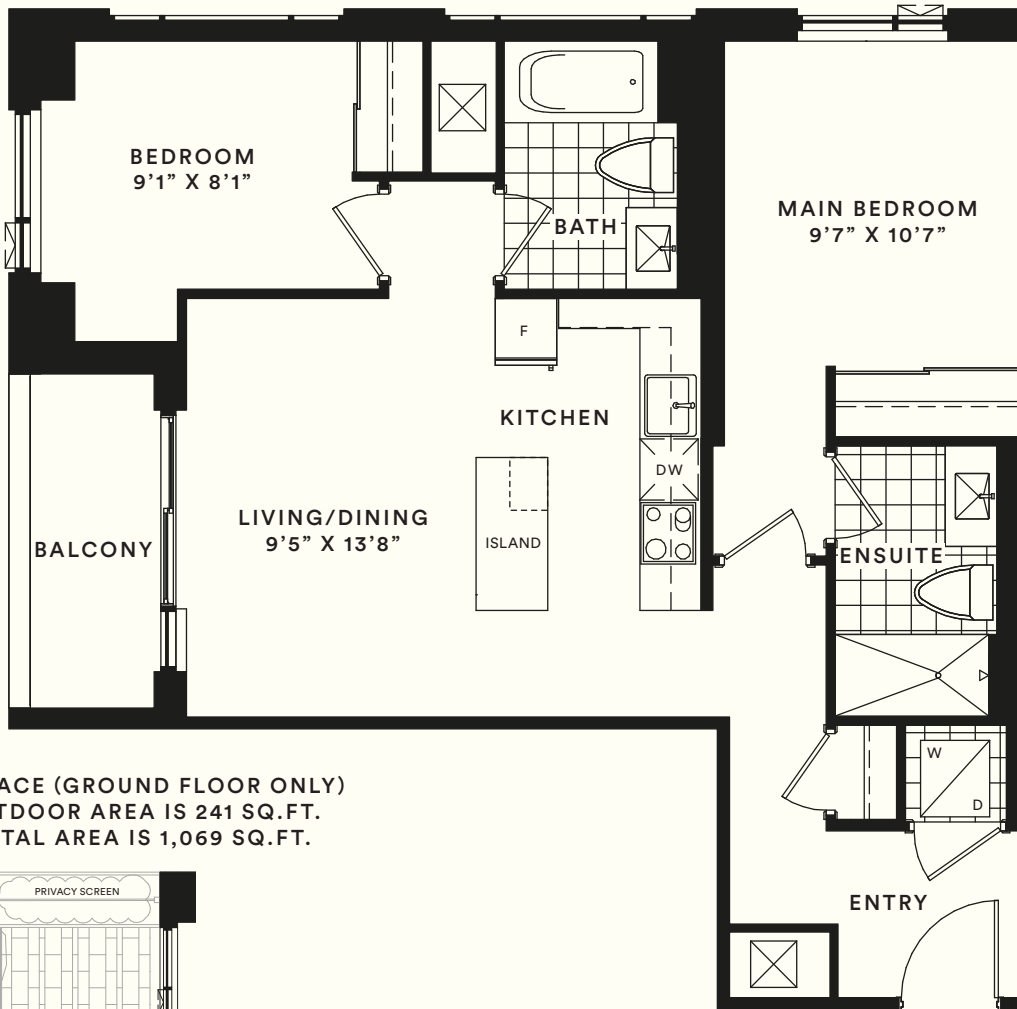 BEDROOM
9’1” X 8’1”
BATH
MAIN BEDROOM
9’7” X 10’7”
F
KITCHEN
DW
LIVING/DINING
9’5” X 13’8”
ISLAND
BALCONY
ENSUITE
W
D
ACE (GROUND FLOOR ONLY)
TDOOR AREA IS 241 SQ.FT.
TAL AREA IS 1,069 SQ.FT.
PRIVACY SCREEN
ENTRY